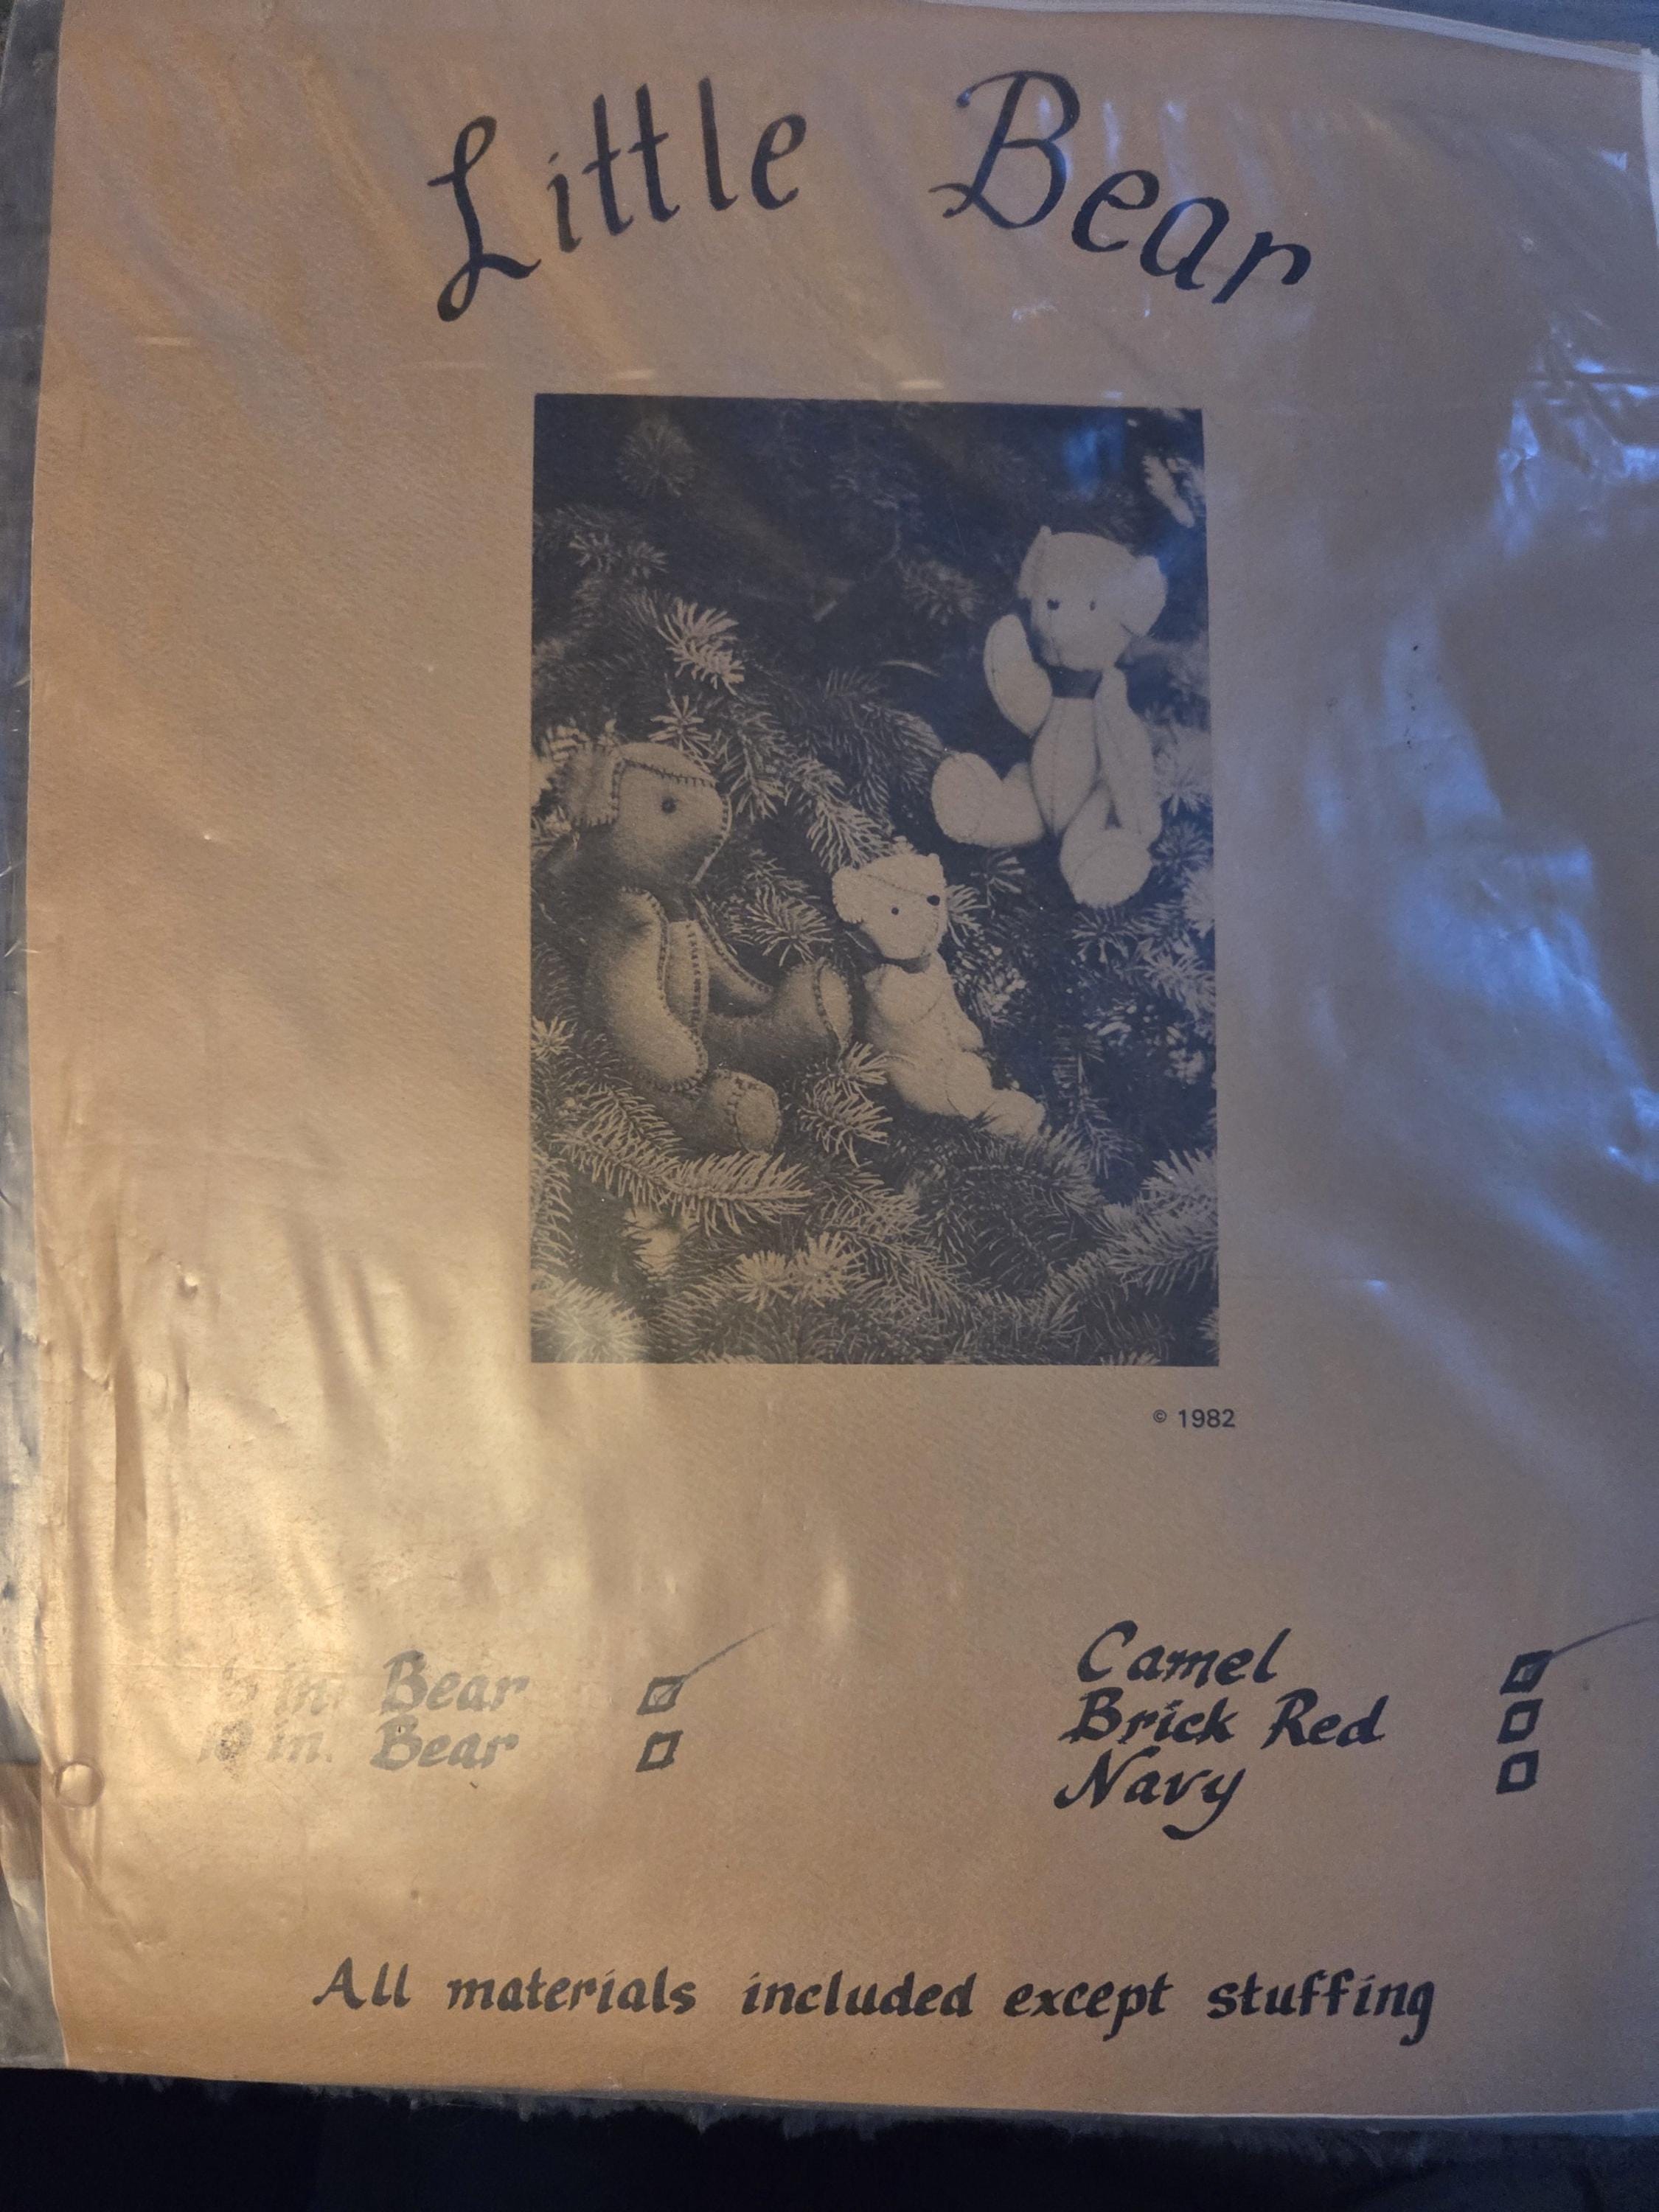 Little Bear
© 1982
in. Bear
in. Bear
Camel
Brick Red
Navy
All materials included except stuffing